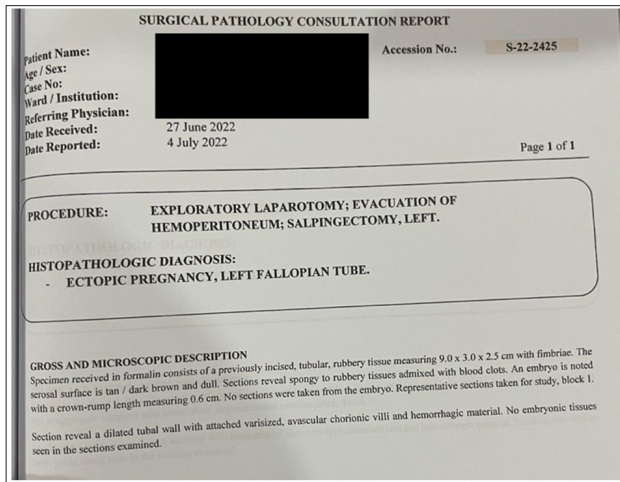 SURGICAL PATHOLOGY CONSULTATION REPORT
Patient Name:
Accession No.: S-22-2425
Age / Sex:
Case No:
Ward / Institution:
Referring Physician:
Date Received: 27 June 2022
Date Reported: 4 July 2022
Page 1 of 1
PROCEDURE: EXPLORATORY LAPAROTOMY; EVACUATION OF
HEMOPERITONEUM; SALPINGECTOMY, LEFT.
HISTOPATHOLOGIC DIAGNOSIS:
- ECTOPIC PREGNANCY, LEFT FALLOPIAN TUBE.
GROSS AND MICROSCOPIC DESCRIPTION
Specimen received in formalin consists of a previously incised, tubular, rubbery tissue measuring 9.0 x 3.0 x 2.5 cm with fimbriae. The
serosal surface is tan / dark brown and dull. Sections reveal spongy to rubbery tissues admixed with blood clots. An embryo is noted
with a crown-rump length measuring 0.6 cm. No sections were taken from the embryo. Representative sections taken for study, block 1.
Section reveal a dilated tubal wall with attached varisized, avascular chorionic villi and hemorrhagic material. No embryonic tissues
seen in the sections examined.